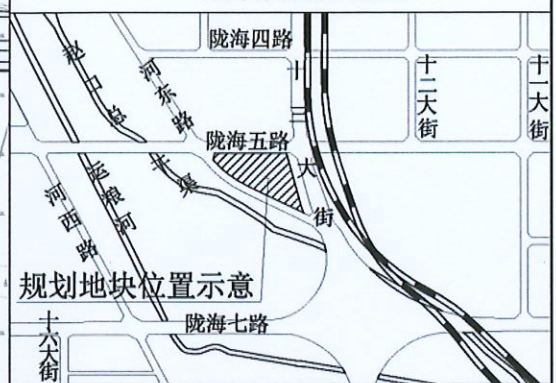 陇海四路
赵口总干渠
河东路
十三大街
十二大街
十一大街
陇海五路
运粮河
河西路
规划地块位置示意
陇海七路
十六大街